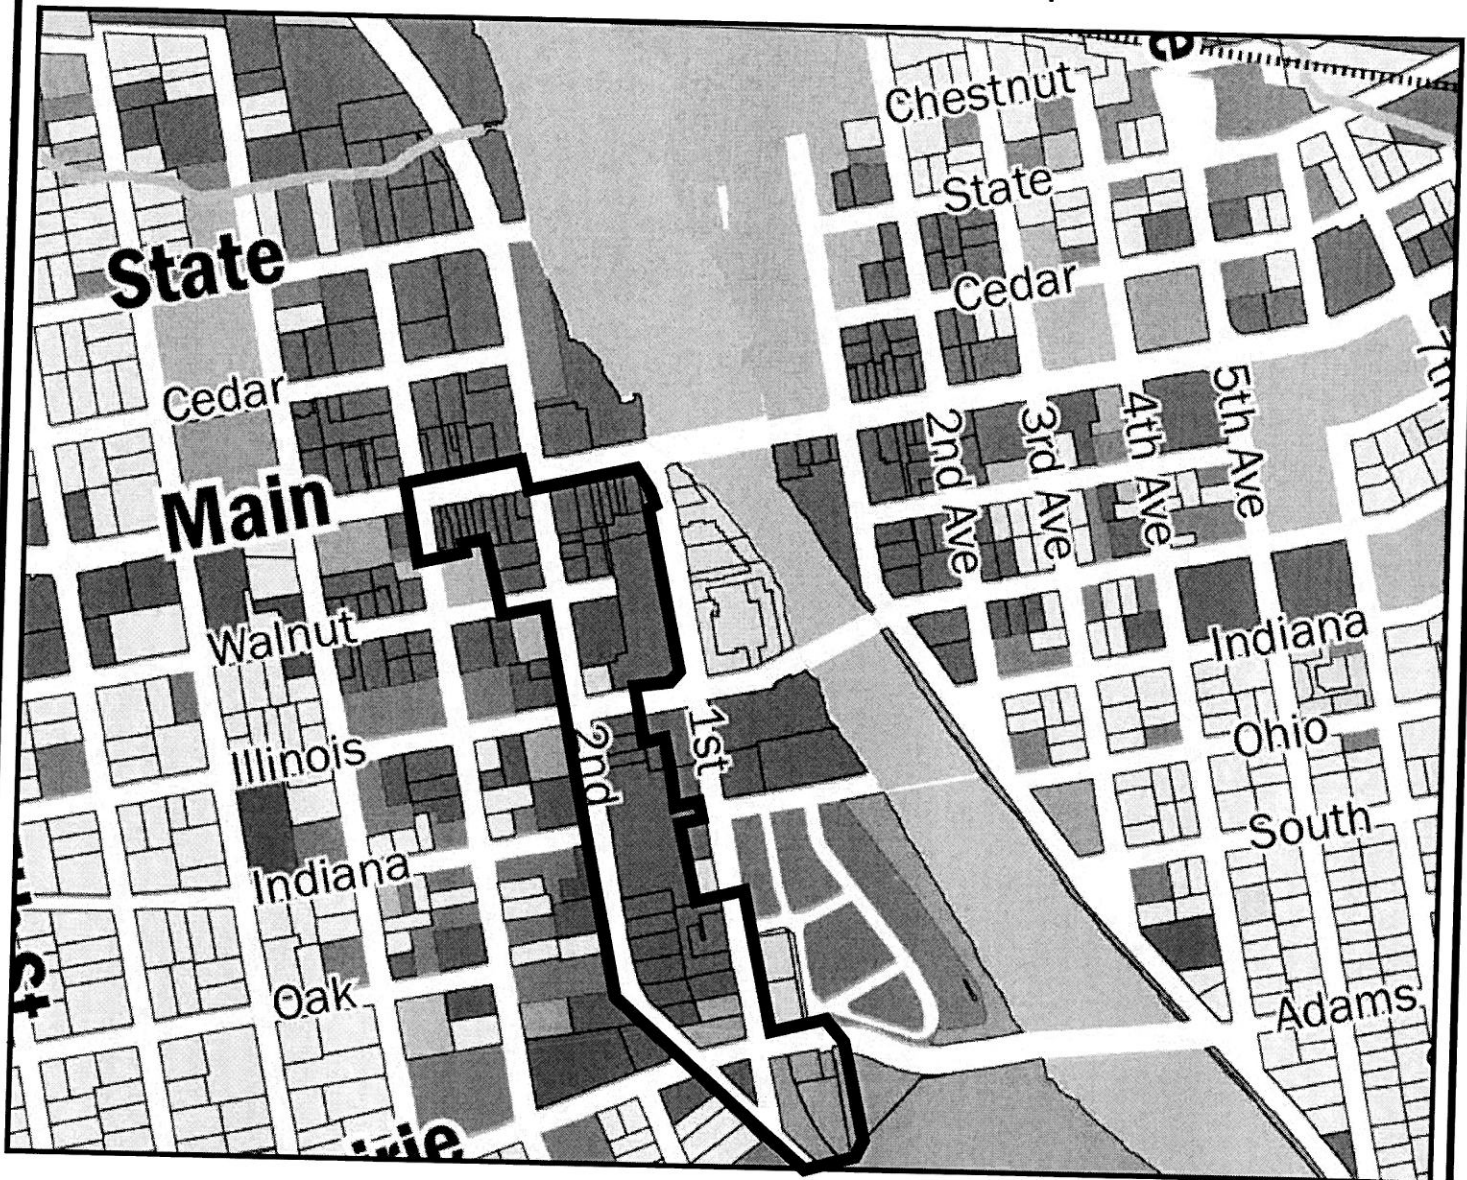 Chestnut
State
State
Cedar
Cedar
Main
2nd Ave
3rd Ave
4th Ave
5th Ave
Walnut
Indiana
Illinois
2nd
1st
Ohio
Indiana
South
Oak
Adams